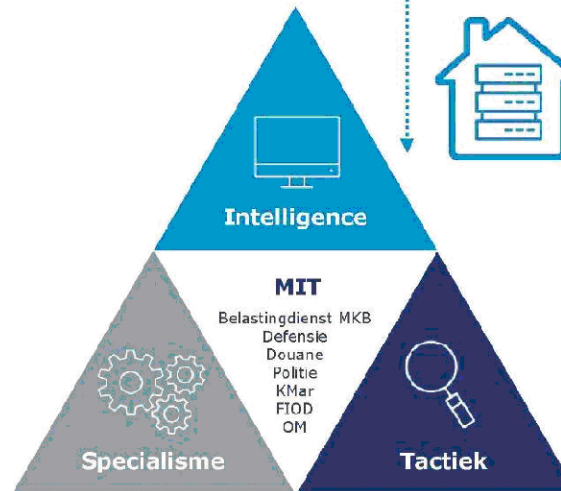 Intelligence
MIT
Belastingdienst MKB
Defensie
Douane
Politie
KMar
FIOD
OM
Specialisme
Tactiek